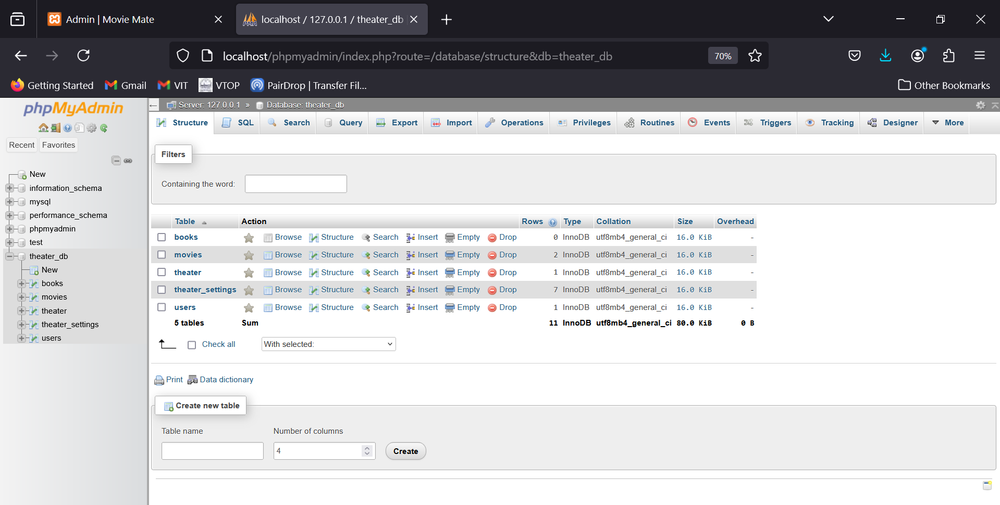 Admin | Movie Mate
localhost / 127.0.0.1 / theater_db
localhost/phpmyadmin/index.php?route=/database/structure&db=theater_db
70%
Getting Started
Gmail
VIT
VTOP
PairDrop | Transfer Fil...
Other Bookmarks
phpMyAdmin
Recent
Favorites
New
information_schema
mysql
performance_schema
phpmyadmin
test
theater_db
New
books
movies
theater
theater_settings
users
Server: 127.0.0.1 » Database: theater_db
Structure SQL Search Query Export Import Operations Privileges Routines Events Triggers Tracking Designer More
Filters
Containing the word:
Table Action Rows Type Collation Size Overhead
books Browse Structure Search Insert Empty Drop 0 InnoDB utf8mb4_general_ci 16.0 KiB -
movies Browse Structure Search Insert Empty Drop 2 InnoDB utf8mb4_general_ci 16.0 KiB -
theater Browse Structure Search Insert Empty Drop 1 InnoDB utf8mb4_general_ci 16.0 KiB -
theater_settings Browse Structure Search Insert Empty Drop 7 InnoDB utf8mb4_general_ci 16.0 KiB -
users Browse Structure Search Insert Empty Drop 1 InnoDB utf8mb4_general_ci 16.0 KiB -
5 tables Sum 11 InnoDB utf8mb4_general_ci 80.0 KiB 0 B
Check all
With selected:
Print Data dictionary
Create new table
Table name Number of columns
4 Create